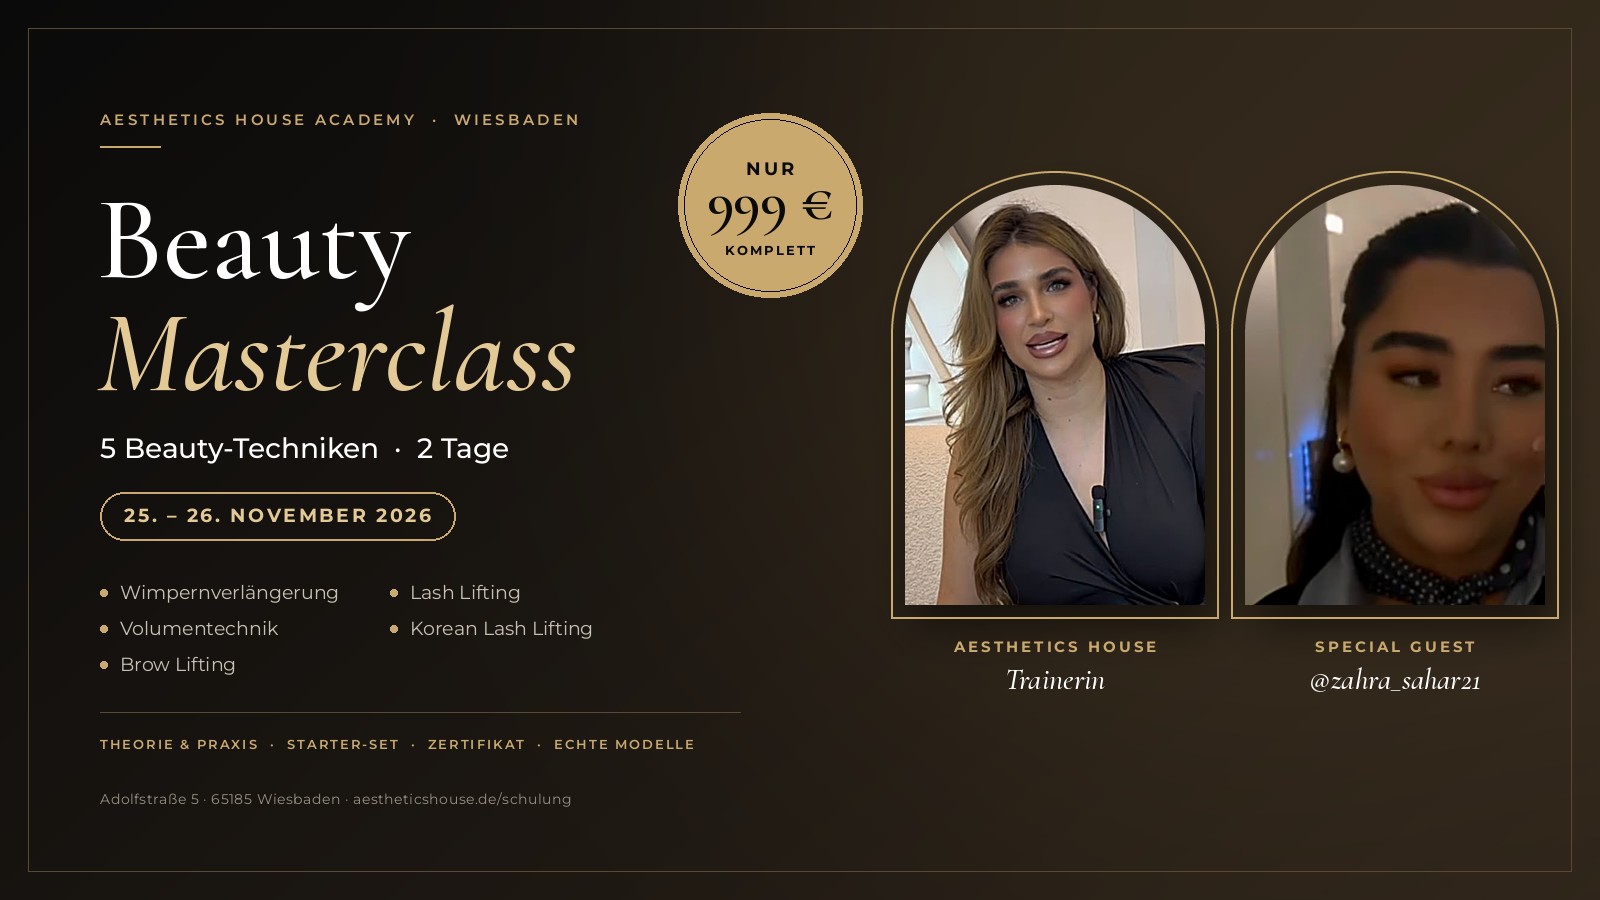 AESTHETICS HOUSE ACADEMY · WIESBADEN
Beauty
Masterclass
5 Beauty-Techniken · 2 Tage
25. – 26. NOVEMBER 2026
Wimpernverlängerung
Volumentechnik
Brow Lifting
Lash Lifting
Korean Lash Lifting
THEORIE & PRAXIS · STARTER-SET · ZERTIFIKAT · ECHTE MODELLE
Adolfstraße 5 · 65185 Wiesbaden · aestheticshouse.de/schulung
NUR
999 €
KOMPLETT
AESTHETICS HOUSE
Trainerin
SPECIAL GUEST
@zahra_sahar21